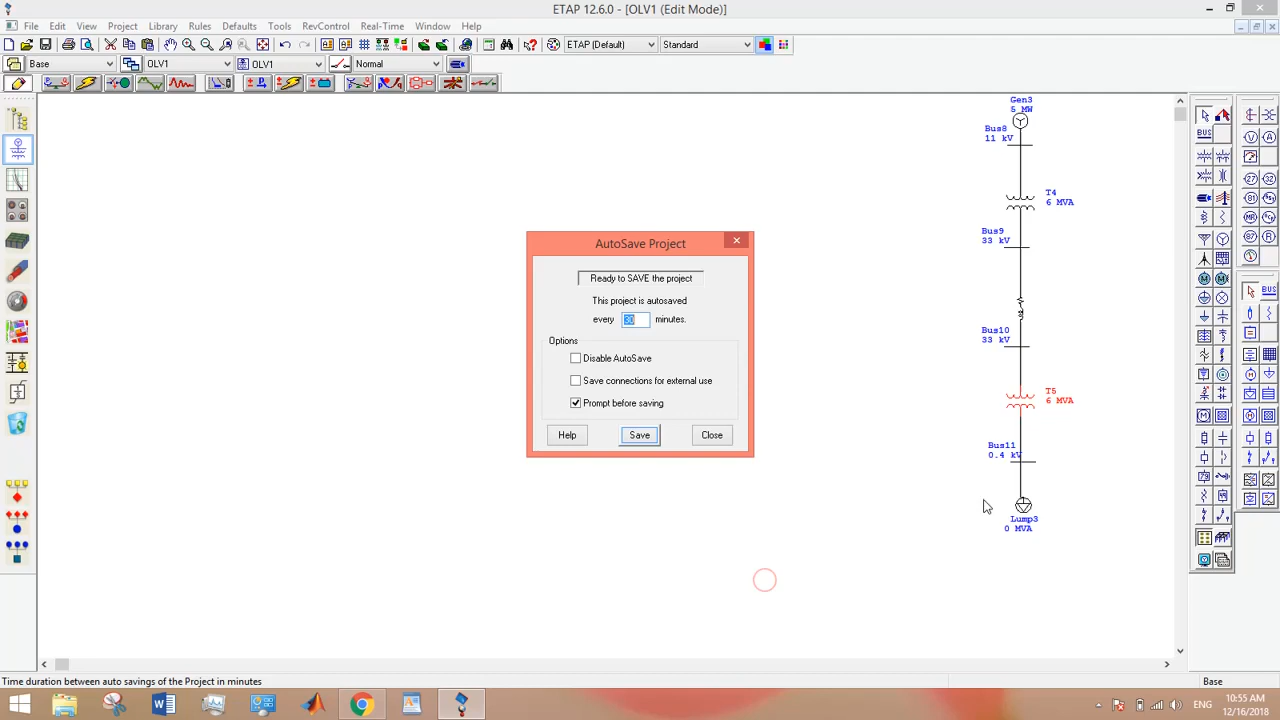 ETAP 12.6.0 - [OLV1 (Edit Mode)]
File Edit View Project Library Rules Defaults Tools RevControl Real-Time Window Help
ETAP (Default) Standard
Base OLV1 OLV1 Normal
Gen3
5 MW
Bus8
11 kV
T4
6 MVA
Bus9
33 kV
Bus10
33 kV
T5
6 MVA
Bus11
0.4 kV
Lump3
0 MVA
AutoSave Project
Ready to SAVE the project
This project is autosaved
every 30 minutes.
Options
Disable AutoSave
Save connections for external use
Prompt before saving
Help Save Close
BUS
BUS
Time duration between auto savings of the Project in minutes
Base
ENG
10:55 AM
12/16/2018